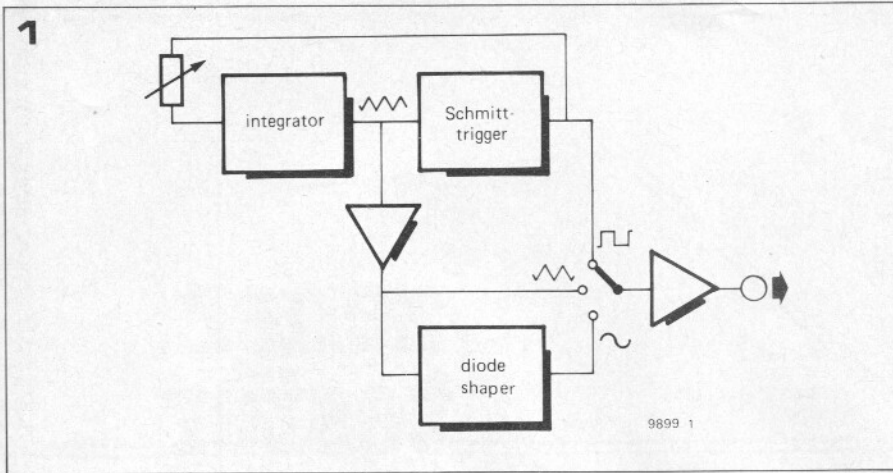 1
integrator
Schmitt-
trigger
diode
shaper
9899 1